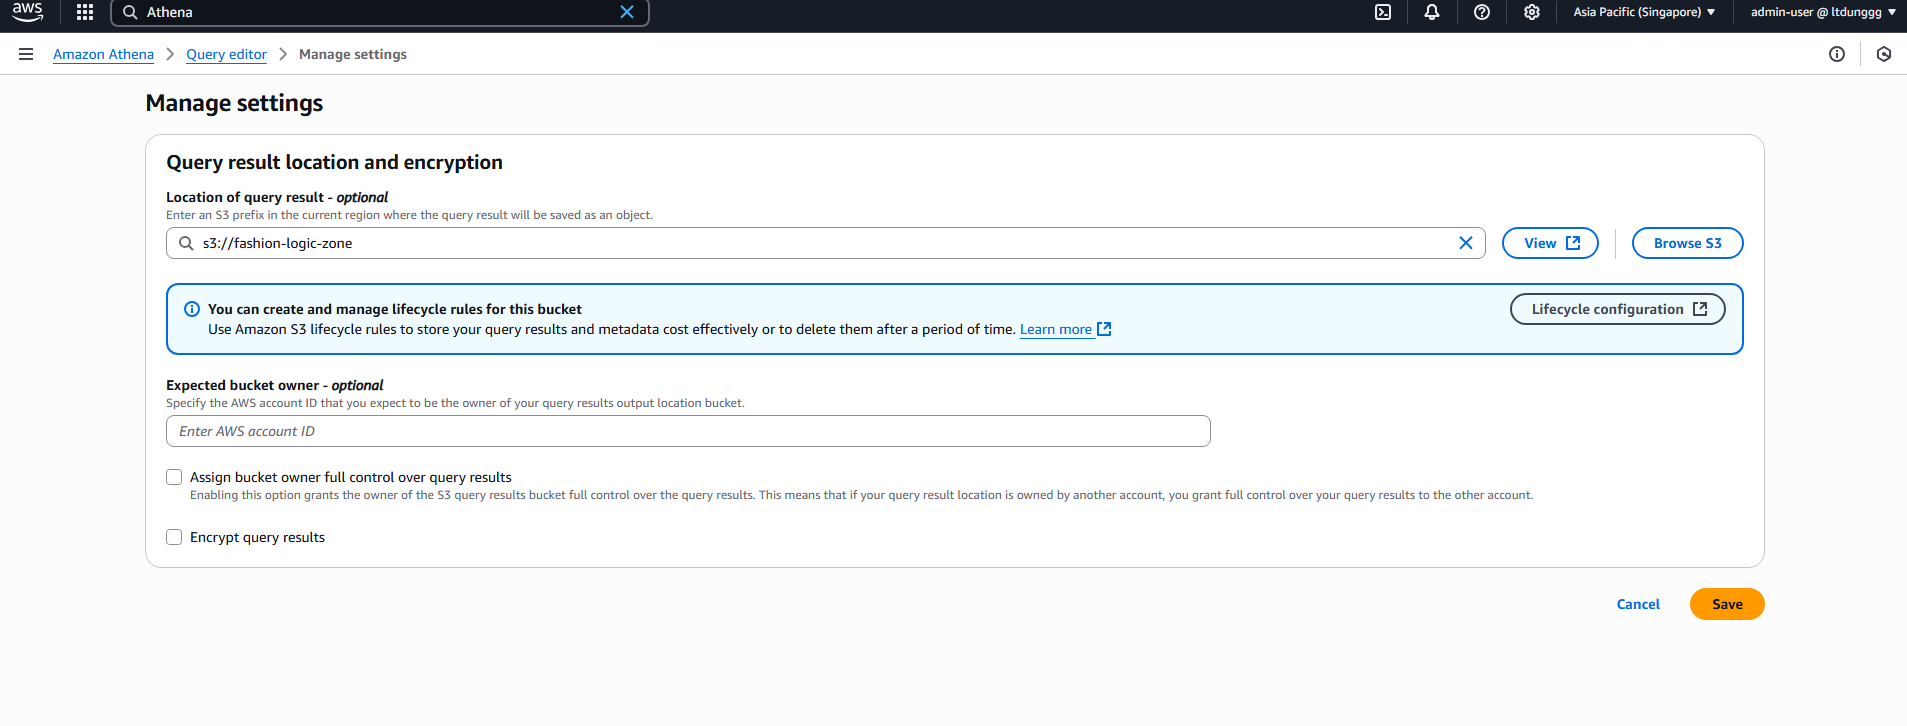 aws
Athena
Asia Pacific (Singapore)
admin-user @ ltdunggg
Amazon Athena
Query editor
Manage settings
Manage settings
Query result location and encryption
Location of query result - optional
Enter an S3 prefix in the current region where the query result will be saved as an object.
s3://fashion-logic-zone
View
Browse S3
You can create and manage lifecycle rules for this bucket
Use Amazon S3 lifecycle rules to store your query results and metadata cost effectively or to delete them after a period of time. Learn more
Lifecycle configuration
Expected bucket owner - optional
Specify the AWS account ID that you expect to be the owner of your query results output location bucket.
Enter AWS account ID
Assign bucket owner full control over query results
Enabling this option grants the owner of the S3 query results bucket full control over the query results. This means that if your query result location is owned by another account, you grant full control over your query results to the other account.
Encrypt query results
Cancel
Save